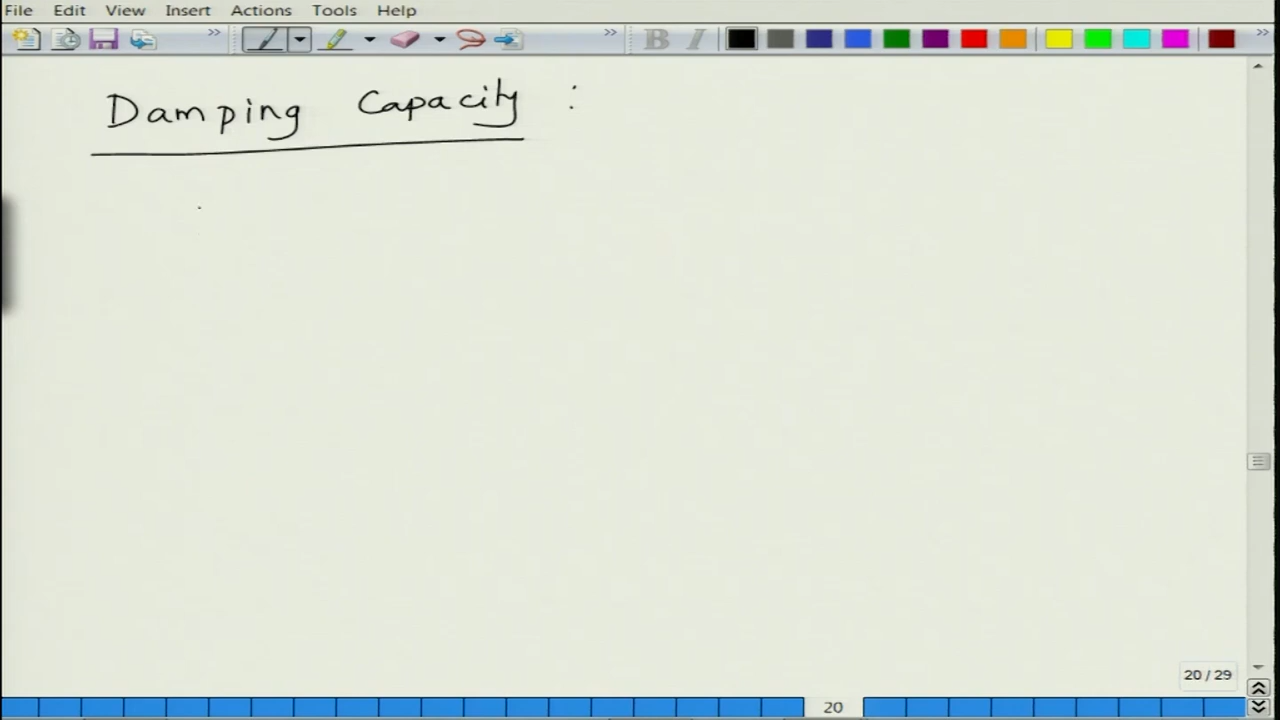 File Edit View Insert Actions Tools Help
B I
Damping Capacity :
20 / 29
20